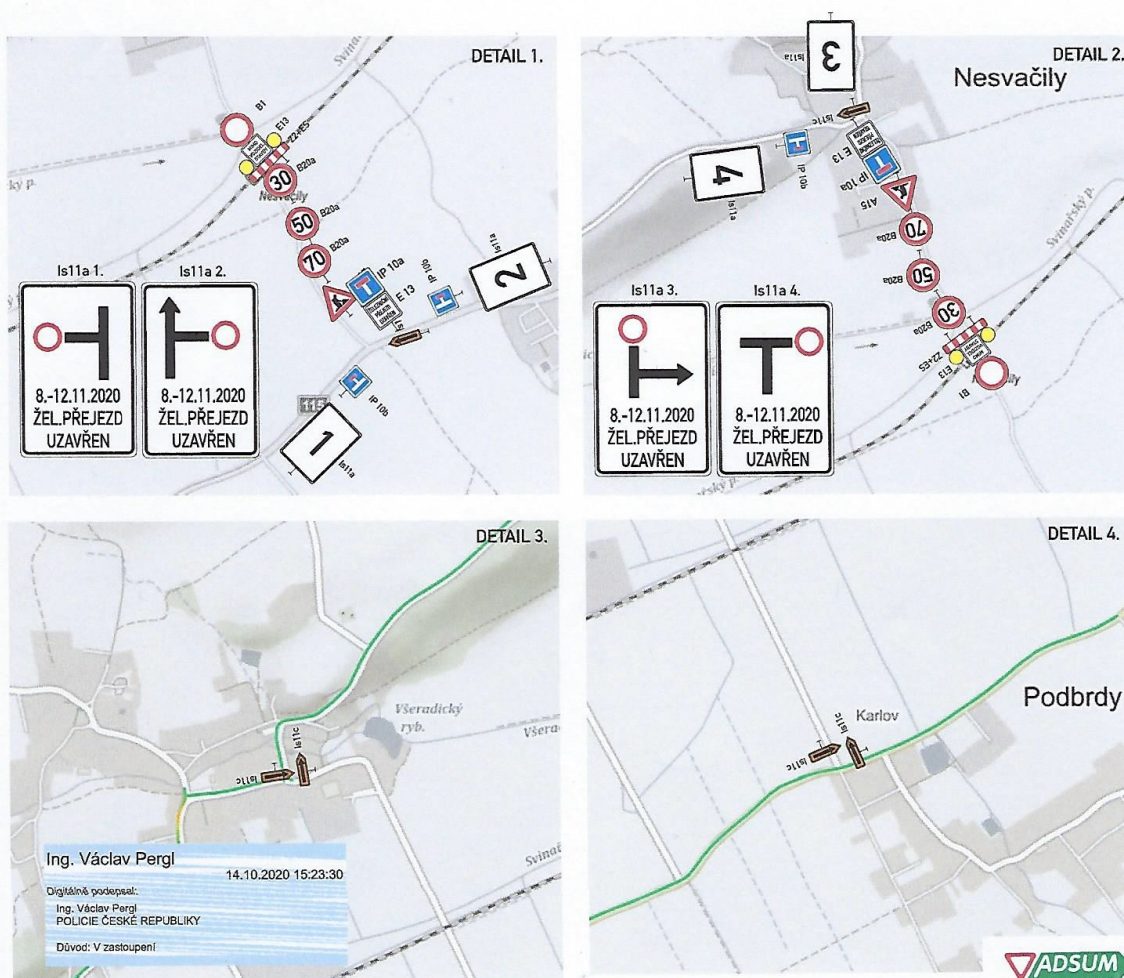 DETAIL 1.
Svinařský p.
B1
E13
Z2+E5
30
B20a
Nesvačily
50
B20a
70
B20a
IP 10a
E 13
IP 10b
2
Is11a
115
IP 10b
1
Is11a
Is11a 1.
8.-12.11.2020
ŽEL.PŘEJEZD
UZAVŘEN
Is11a 2.
8.-12.11.2020
ŽEL.PŘEJEZD
UZAVŘEN
DETAIL 2.
Nesvačily
3
Is11a
Is11c
IP 10b
E 13
IP 10a
4
Is11a
A15
70
B20a
50
B20a
30
B20a
Svinařský p.
Z2+E5
E13
B1
Is11a 3.
8.-12.11.2020
ŽEL.PŘEJEZD
UZAVŘEN
Is11a 4.
8.-12.11.2020
ŽEL.PŘEJEZD
UZAVŘEN
DETAIL 3.
Všeradický
ryb.
Is11c
Is11c
Ing. Václav Pergl
14.10.2020 15:23:30
Digitálně podepsal:
Ing. Václav Pergl
POLICIE ČESKÉ REPUBLIKY
Důvod: V zastoupení
DETAIL 4.
Podbrdy
Karlov
Is11c
Is11c
ADSUM